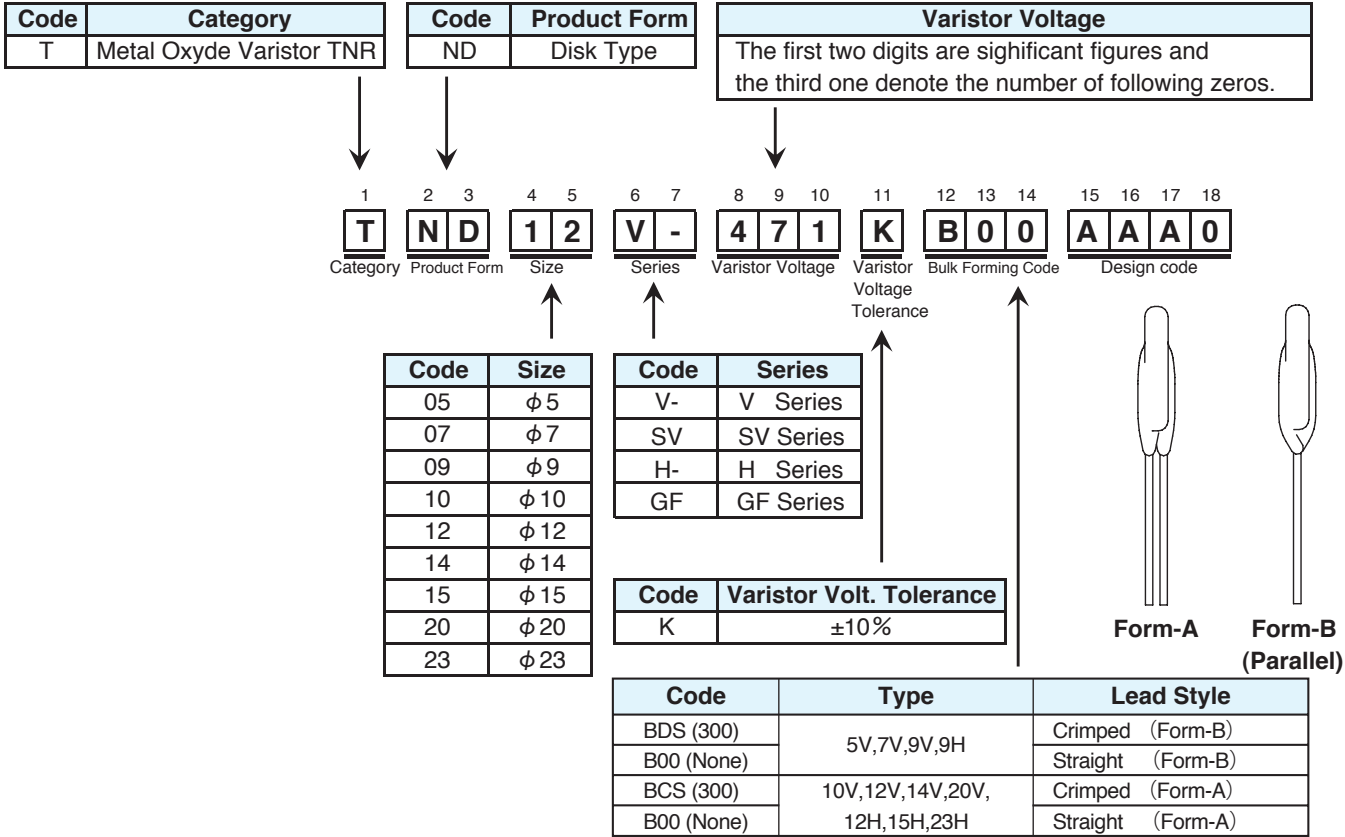 Code Category
T Metal Oxyde Varistor TNR
Code Product Form
ND Disk Type
Varistor Voltage
The first two digits are sighificant figures and
the third one denote the number of following zeros.
1 2 3 4 5 6 7 8 9 10 11 12 13 14 15 16 17 18
T N D 1 2 V - 4 7 1 K B 0 0 A A A 0
Category Product Form Size Series Varistor Voltage Varistor Voltage Tolerance Bulk Forming Code Design code
Code Size
05 φ5
07 φ7
09 φ9
10 φ10
12 φ12
14 φ14
15 φ15
20 φ20
23 φ23
Code Series
V- V Series
SV SV Series
H- H Series
GF GF Series
Code Varistor Volt. Tolerance
K ±10%
Form-A
Form-B
(Parallel)
Code Type Lead Style
BDS (300) 5V,7V,9V,9H Crimped (Form-B)
B00 (None) Straight (Form-B)
BCS (300) 10V,12V,14V,20V, Crimped (Form-A)
B00 (None) 12H,15H,23H Straight (Form-A)